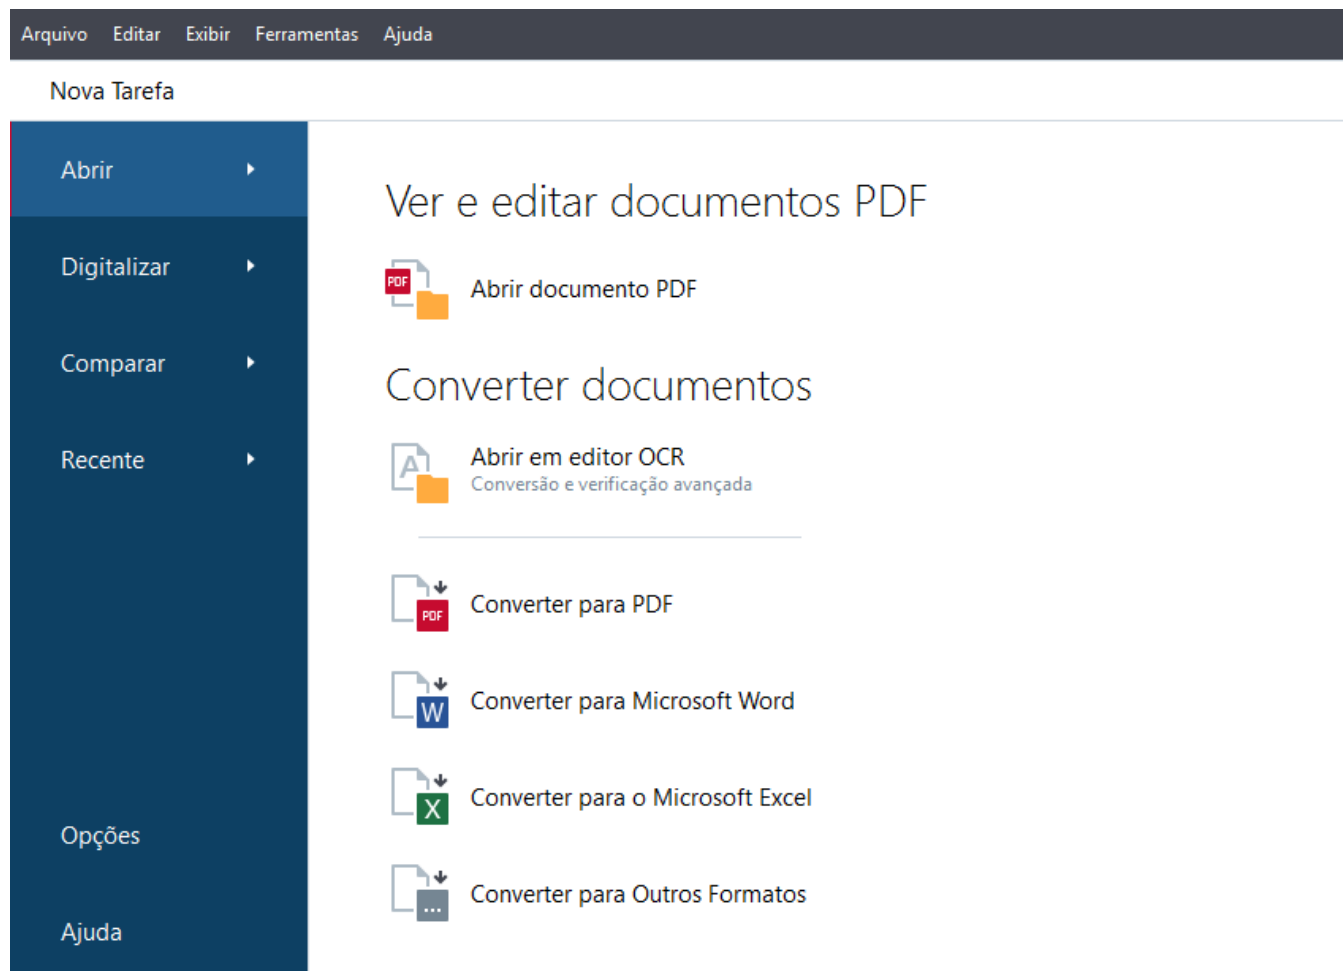 Arquivo Editar Exibir Ferramentas Ajuda
Nova Tarefa
Abrir
Digitalizar
Comparar
Recente
Opções
Ajuda
Ver e editar documentos PDF
PDF
Abrir documento PDF
Converter documentos
A
Abrir em editor OCR
Conversão e verificação avançada
PDF
Converter para PDF
W
Converter para Microsoft Word
X
Converter para o Microsoft Excel
...
Converter para Outros Formatos